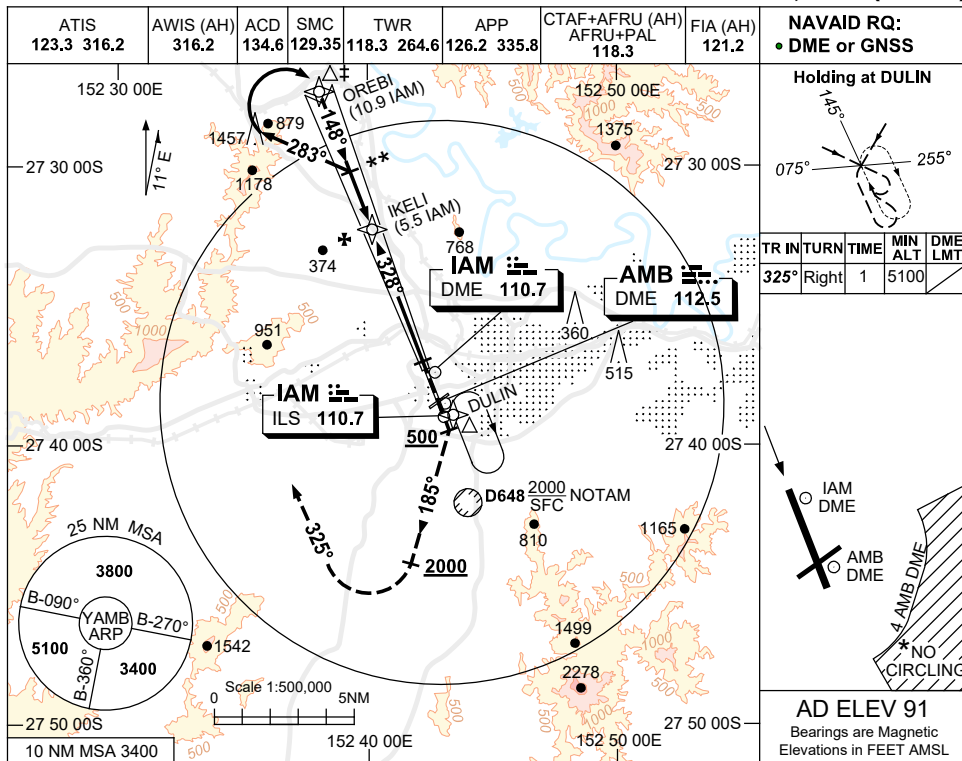 ATIS
123.3 316.2
AWIS (AH)
316.2
ACD
134.6
SMC
129.35
TWR
118.3 264.6
APP
126.2 335.8
CTAF+AFRU (AH)
AFRU+PAL
118.3
FIA (AH)
121.2
NAVAID RQ:
• DME or GNSS
152 30 00E
152 50 00E
OREBI
(10.9 IAM)
879
1457
148°
283°
**
1375
27 30 00S
27 30 00S
11° E
1178
1000
500
IKELI
(5.5 IAM)
374
768
328°
IAM
DME 110.7
AMB
DME 112.5
500
1000
951
360
515
IAM
ILS 110.7
DULIN
500
27 40 00S
27 40 00S
185°
D648 2000
SFC NOTAM
325°
2000
810
1165
500
25 NM MSA
3800
B-090°
B-270°
YAMB
ARP
5100
B-360°
3400
500
1542
1499
1000
2278
1000
500
Scale 1:500,000
0
5NM
27 50 00S
27 50 00S
10 NM MSA 3400
152 40 00E
152 50 00E
Holding at DULIN
145°
075°
255°
TR IN
TURN
TIME
MIN
ALT
DME
LMT
325°
Right
1
5100
IAM
DME
AMB
DME
4 AMB DME
*NO
CIRCLING
AD ELEV 91
Bearings are Magnetic
Elevations in FEET AMSL